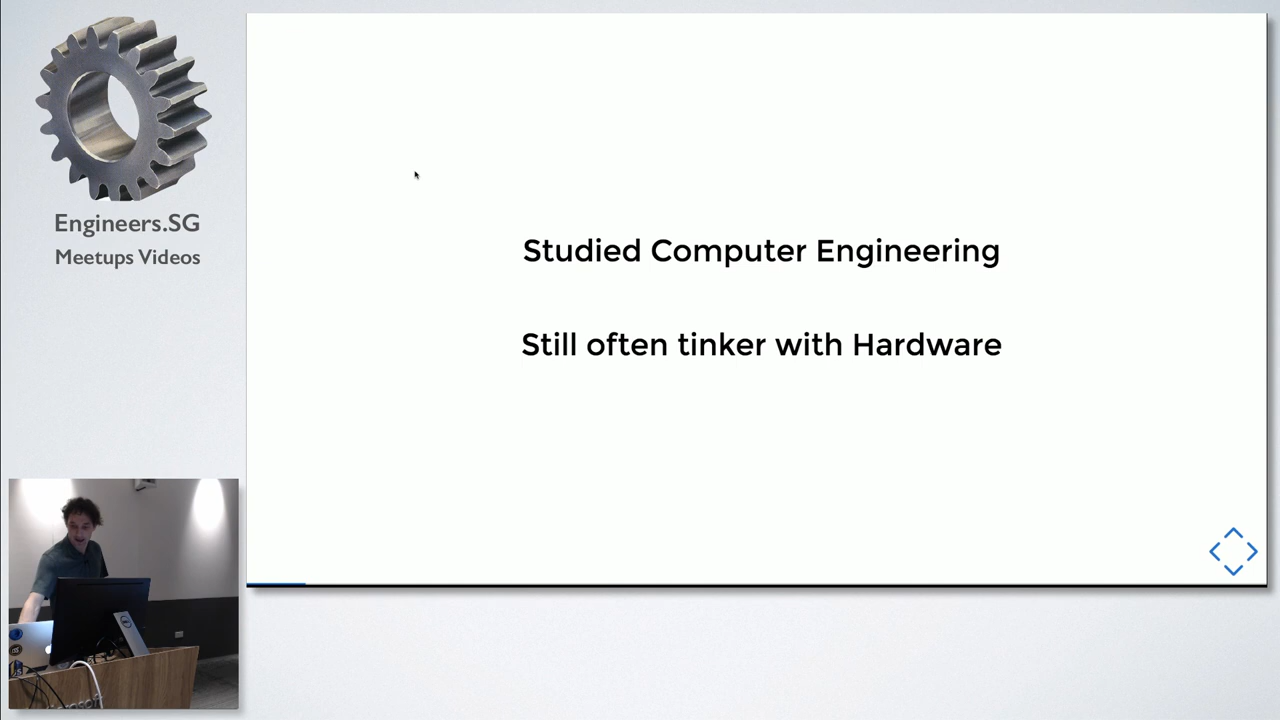 Engineers.SG
Meetups Videos
Studied Computer Engineering
Still often tinker with Hardware